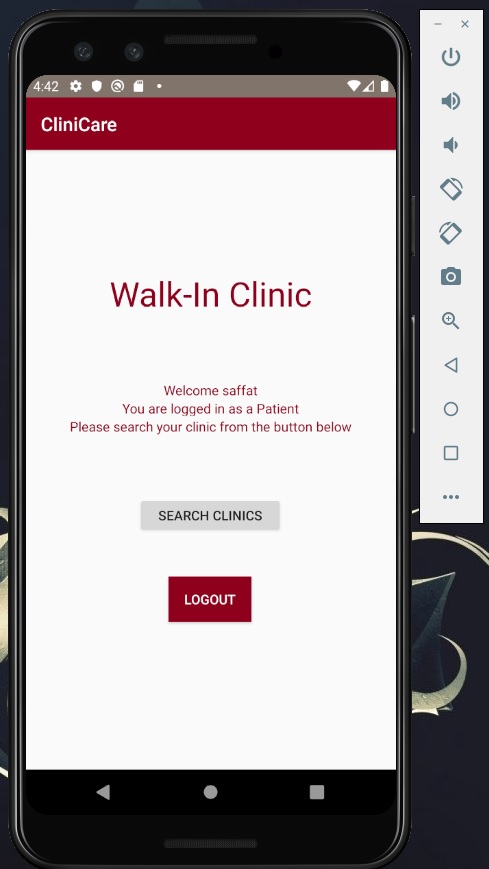 4:42
CliniCare
Walk-In Clinic
Welcome saffat
You are logged in as a Patient
Please search your clinic from the button below
SEARCH CLINICS
LOGOUT